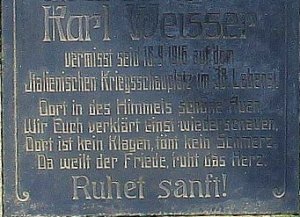 Karl Weisser
vermisst seid 18.9.1916 auf dem
Italienischen Kriegsschauplatz im 38. Lebensj.
Dort in des Himmels schöne Auen,
Wir Euch verklärt einst wiederschauen,
Dort ist kein Klagen, tönt kein Schmerz,
Da weilt der Friede, ruht das Herz.
Ruhet sanft!